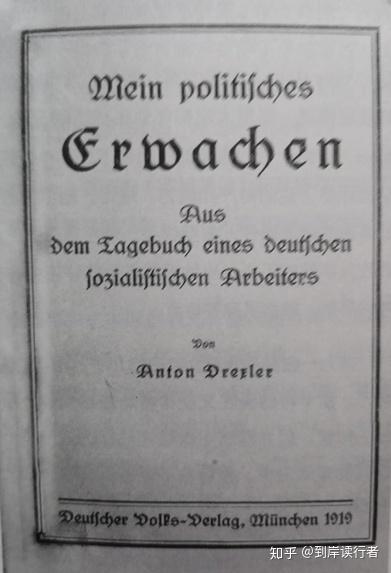 Mein politisches
Erwachen
Aus
dem Tagebuch eines deutschen
sozialistischen Arbeiters
Von
Anton Drexler
Deutscher Volks-Verlag, München 1919
知乎 @到岸读行者